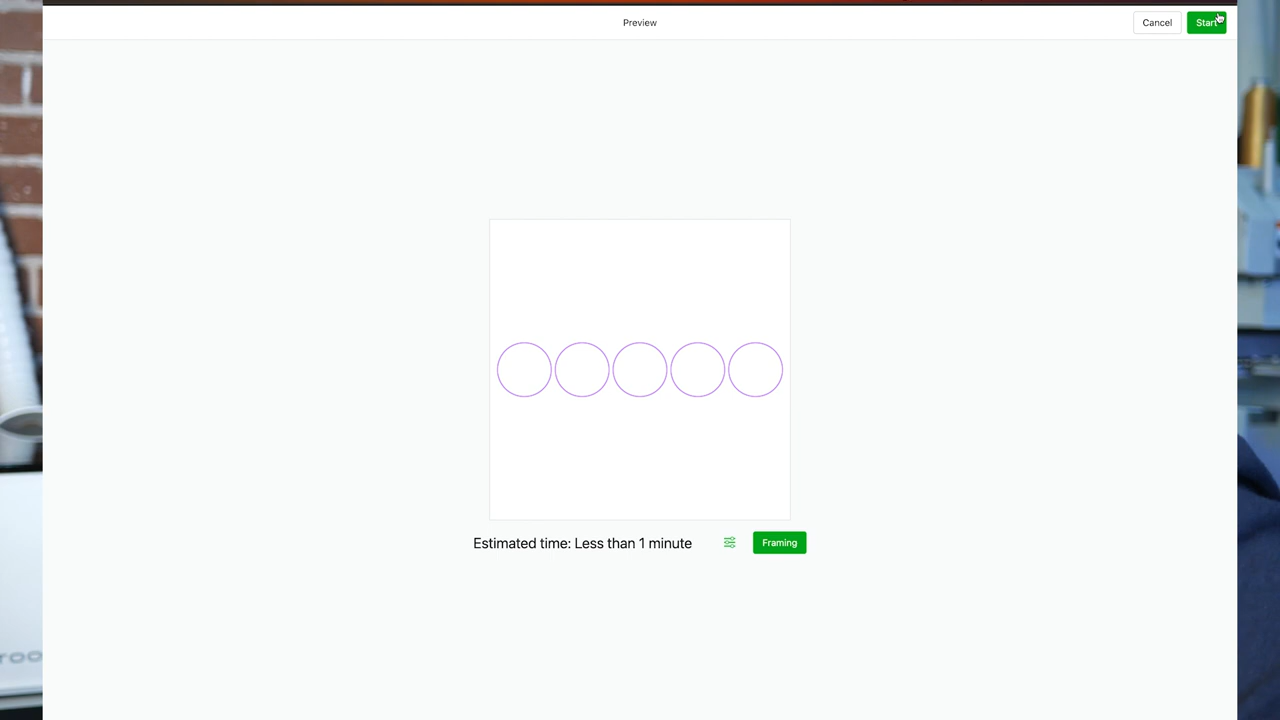 Preview
Cancel
Start
Estimated time: Less than 1 minute
Framing